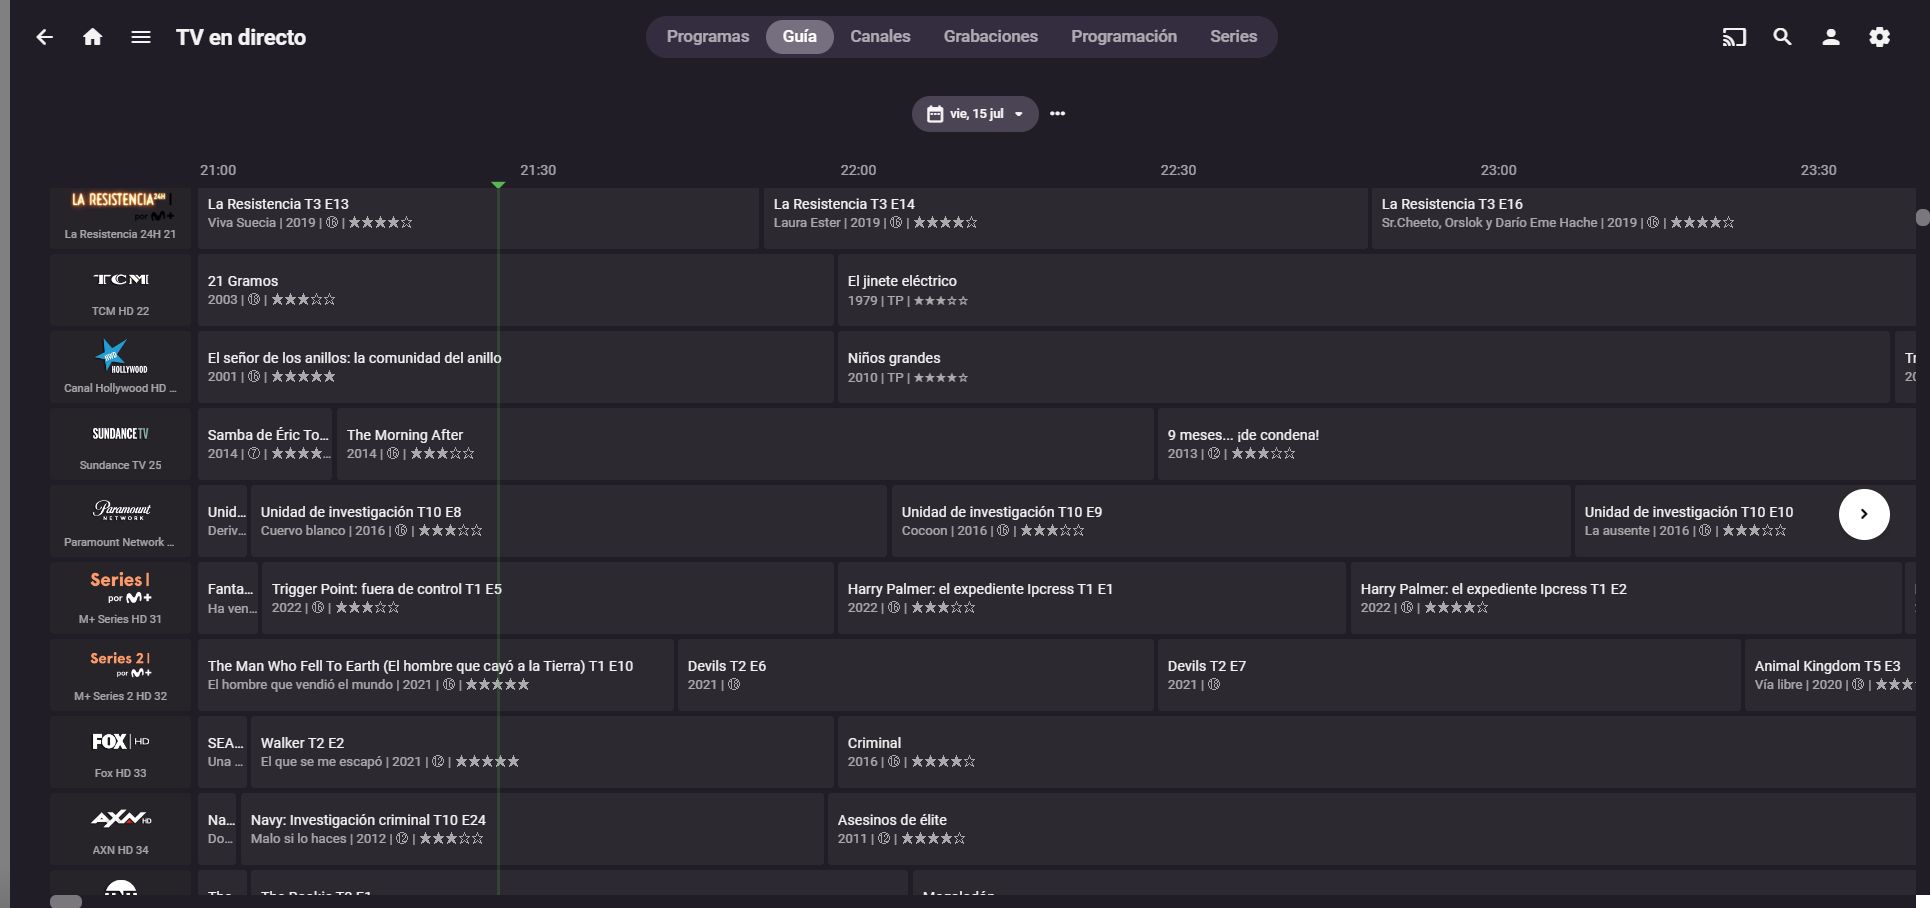 TV en directo
Programas
Guía
Canales
Grabaciones
Programación
Series
vie, 15 jul
21:00
21:30
22:00
22:30
23:00
23:30
LA RESISTENCIA 24H
por M+
La Resistencia 24H 21
La Resistencia T3 E13
Viva Suecia | 2019 | ⑯ | ★★★★☆
La Resistencia T3 E14
Laura Ester | 2019 | ⑯ | ★★★★☆
La Resistencia T3 E16
Sr.Cheeto, Orslok y Darío Eme Hache | 2019 | ⑯ | ★★★★☆
TCM
TCM HD 22
21 Gramos
2003 | ⑱ | ★★★☆☆
El jinete eléctrico
1979 | TP | ★★★☆☆
HWD
HOLLYWOOD
Canal Hollywood HD ...
El señor de los anillos: la comunidad del anillo
2001 | ⑯ | ★★★★★
Niños grandes
2010 | TP | ★★★★☆
SUNDANCETV
Sundance TV 25
Samba de Éric To...
2014 | ⑦ | ★★★★...
The Morning After
2014 | ⑯ | ★★★☆☆
9 meses... ¡de condena!
2013 | ⑫ | ★★★☆☆
Paramount
NETWORK
Paramount Network ...
Unid...
Deriv...
Unidad de investigación T10 E8
Cuervo blanco | 2016 | ⑯ | ★★★☆☆
Unidad de investigación T10 E9
Cocoon | 2016 | ⑯ | ★★★☆☆
Unidad de investigación T10 E10
La ausente | 2016 | ⑯ | ★★★☆☆
Series
por M+
M+ Series HD 31
Fanta...
Ha ven...
Trigger Point: fuera de control T1 E5
2022 | ⑯ | ★★★☆☆
Harry Palmer: el expediente Ipcress T1 E1
2022 | ⑯ | ★★★☆☆
Harry Palmer: el expediente Ipcress T1 E2
2022 | ⑯ | ★★★★☆
Series 2
por M+
M+ Series 2 HD 32
The Man Who Fell To Earth (El hombre que cayó a la Tierra) T1 E10
El hombre que vendió el mundo | 2021 | ⑯ | ★★★★★
Devils T2 E6
2021 | ⑱
Devils T2 E7
2021 | ⑱
Animal Kingdom T5 E3
Vía libre | 2020 | ⑱ | ★★★
FOX HD
Fox HD 33
SEA...
Una ...
Walker T2 E2
El que se me escapó | 2021 | ⑫ | ★★★★★
Criminal
2016 | ⑯ | ★★★★☆
AXN HD
AXN HD 34
Na...
Do...
Navy: Investigación criminal T10 E24
Malo si lo haces | 2012 | ⑫ | ★★★☆☆
Asesinos de élite
2011 | ⑫ | ★★★★☆